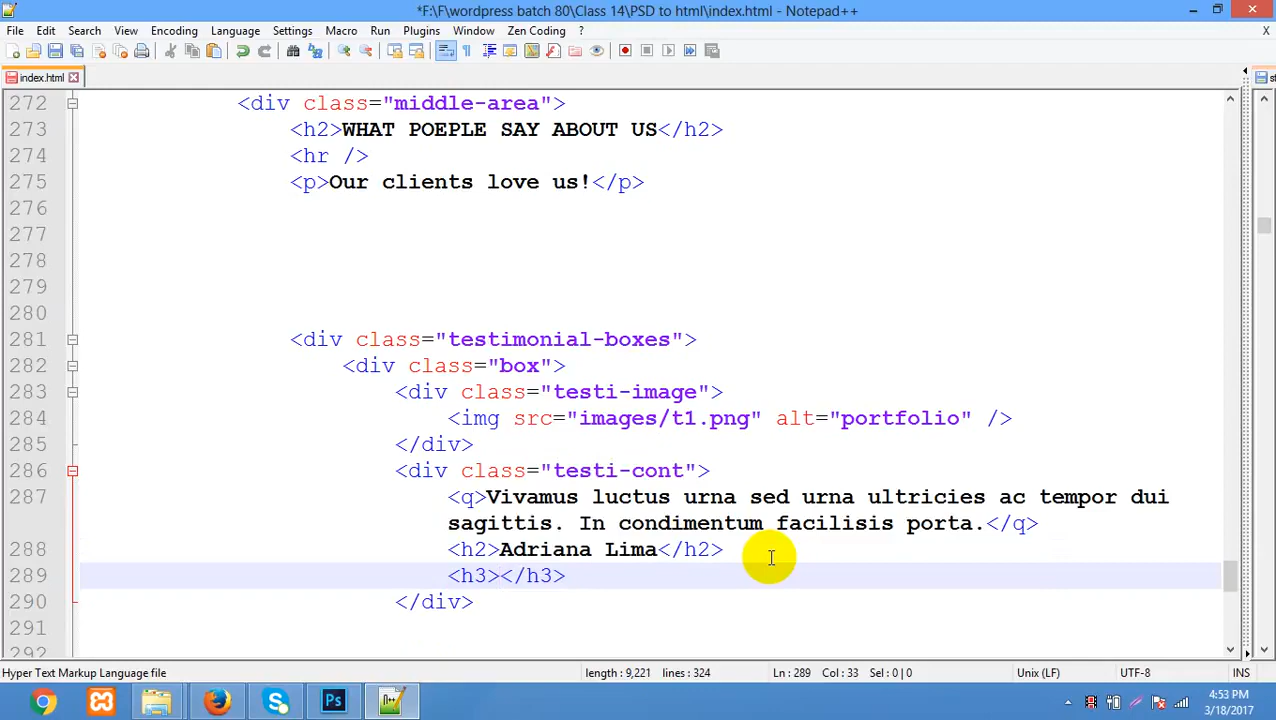 *F:\F\wordpress batch 80\Class 14\PSD to html\index.html - Notepad++
File Edit Search View Encoding Language Settings Macro Run Plugins Window Zen Coding ? X
index.html st
272 <div class="middle-area">
273 <h2>WHAT POEPLE SAY ABOUT US</h2>
274 <hr />
275 <p>Our clients love us!</p>
276
277
278
279
280
281 <div class="testimonial-boxes">
282 <div class="box">
283 <div class="testi-image">
284 <img src="images/t1.png" alt="portfolio" />
285 </div>
286 <div class="testi-cont">
287 <q>Vivamus luctus urna sed urna ultricies ac tempor dui
sagittis. In condimentum facilisis porta.</q>
288 <h2>Adriana Lima</h2>
289 <h3></h3>
290 </div>
291
292
Hyper Text Markup Language file length : 9,221 lines : 324 Ln : 289 Col : 33 Sel : 0 | 0 Unix (LF) UTF-8 INS
Ps 4:53 PM
3/18/2017